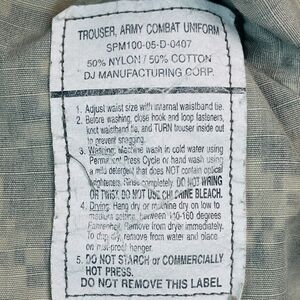 TROUSER, ARMY COMBAT UNIFORM
SPM100-05-D-0407
50% NYLON / 50% COTTON
DJ MANUFACTURING CORP.
1. Adjust waist size with internal waistband tie.
2. Before washing, close hook and loop fasteners,
knot waistband tie, and TURN trouser inside out
to prevent snagging.
3. Washing: Machine wash in cold water using
Permanent Press Cycle or hand wash using
a mild detergent that DOES NOT contain optical
brighteners. Rinse completely. DO NOT WRING
OR TWIST. DO NOT USE CHLORINE BLEACH.
4. Drying: Hang dry or machine dry on low to
medium setting, between 110-160 degrees
Fahrenheit. Remove from dryer immediately.
To drip dry, remove from water and place
on rust-proof hanger.
5. DO NOT STARCH or COMMERCIALLY
HOT PRESS.
DO NOT REMOVE THIS LABEL